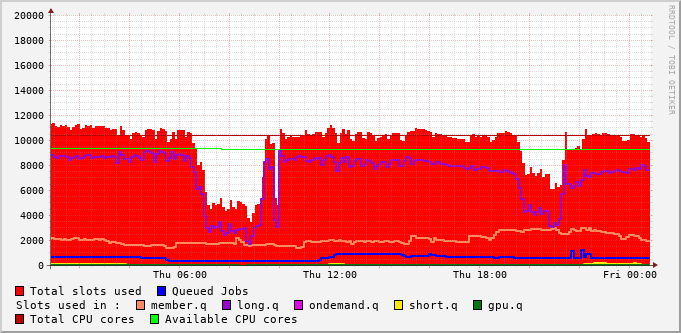 20000
18000
16000
14000
12000
10000
8000
6000
4000
2000
0
Thu 06:00 Thu 12:00 Thu 18:00 Fri 00:00
RRDTOOL / TOBI OETIKER
Total slots used Queued Jobs
Slots used in : member.q long.q ondemand.q short.q gpu.q
Total CPU cores Available CPU cores